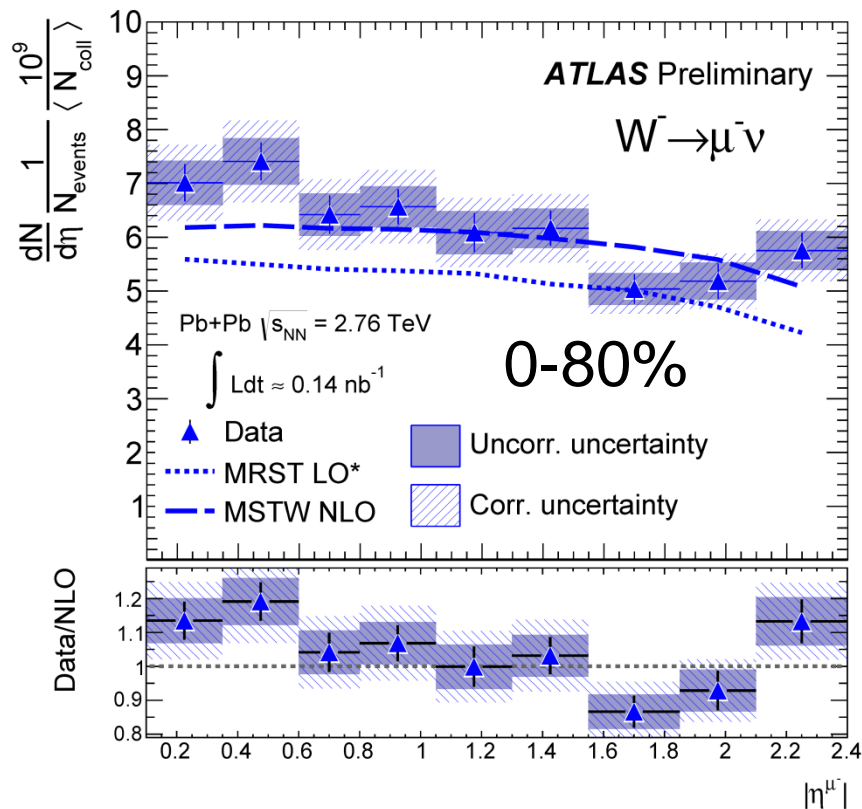 10
9
8
7
6
5
4
3
2
1
dN/dη 1/N_events 10^9/⟨N_coll⟩
ATLAS Preliminary
W⁻→μ⁻ν
Pb+Pb √s_NN = 2.76 TeV
∫ Ldt ≈ 0.14 nb⁻¹
0-80%
Data
MRST LO*
MSTW NLO
Uncorr. uncertainty
Corr. uncertainty
Data/NLO
1.2
1.1
1
0.9
0.8
0.2 0.4 0.6 0.8 1 1.2 1.4 1.6 1.8 2 2.2 2.4
|η^μ⁻|